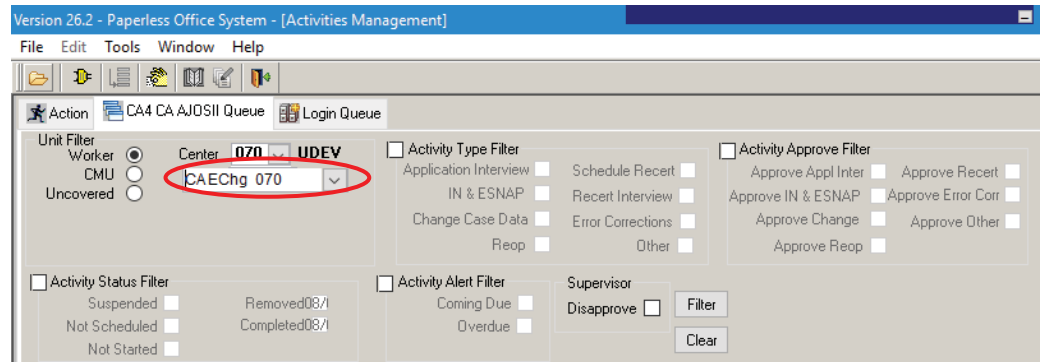 Version 26.2 - Paperless Office System - [Activities Management]
File Edit Tools Window Help
Action CA4 CA AJOSII Queue Login Queue
Unit Filter
Worker Center 070 UDEV
CMU CAEChg 070
Uncovered
Activity Type Filter
Application Interview Schedule Recert
IN & ESNAP Recert Interview
Change Case Data Error Corrections
Reop Other
Activity Approve Filter
Approve Appl Inter Approve Recert
Approve IN & ESNAP Approve Error Corr
Approve Change Approve Other
Approve Reop
Activity Status Filter
Suspended Removed08/
Not Scheduled Completed08/
Not Started
Activity Alert Filter
Coming Due
Overdue
Supervisor
Disapprove Filter
Clear